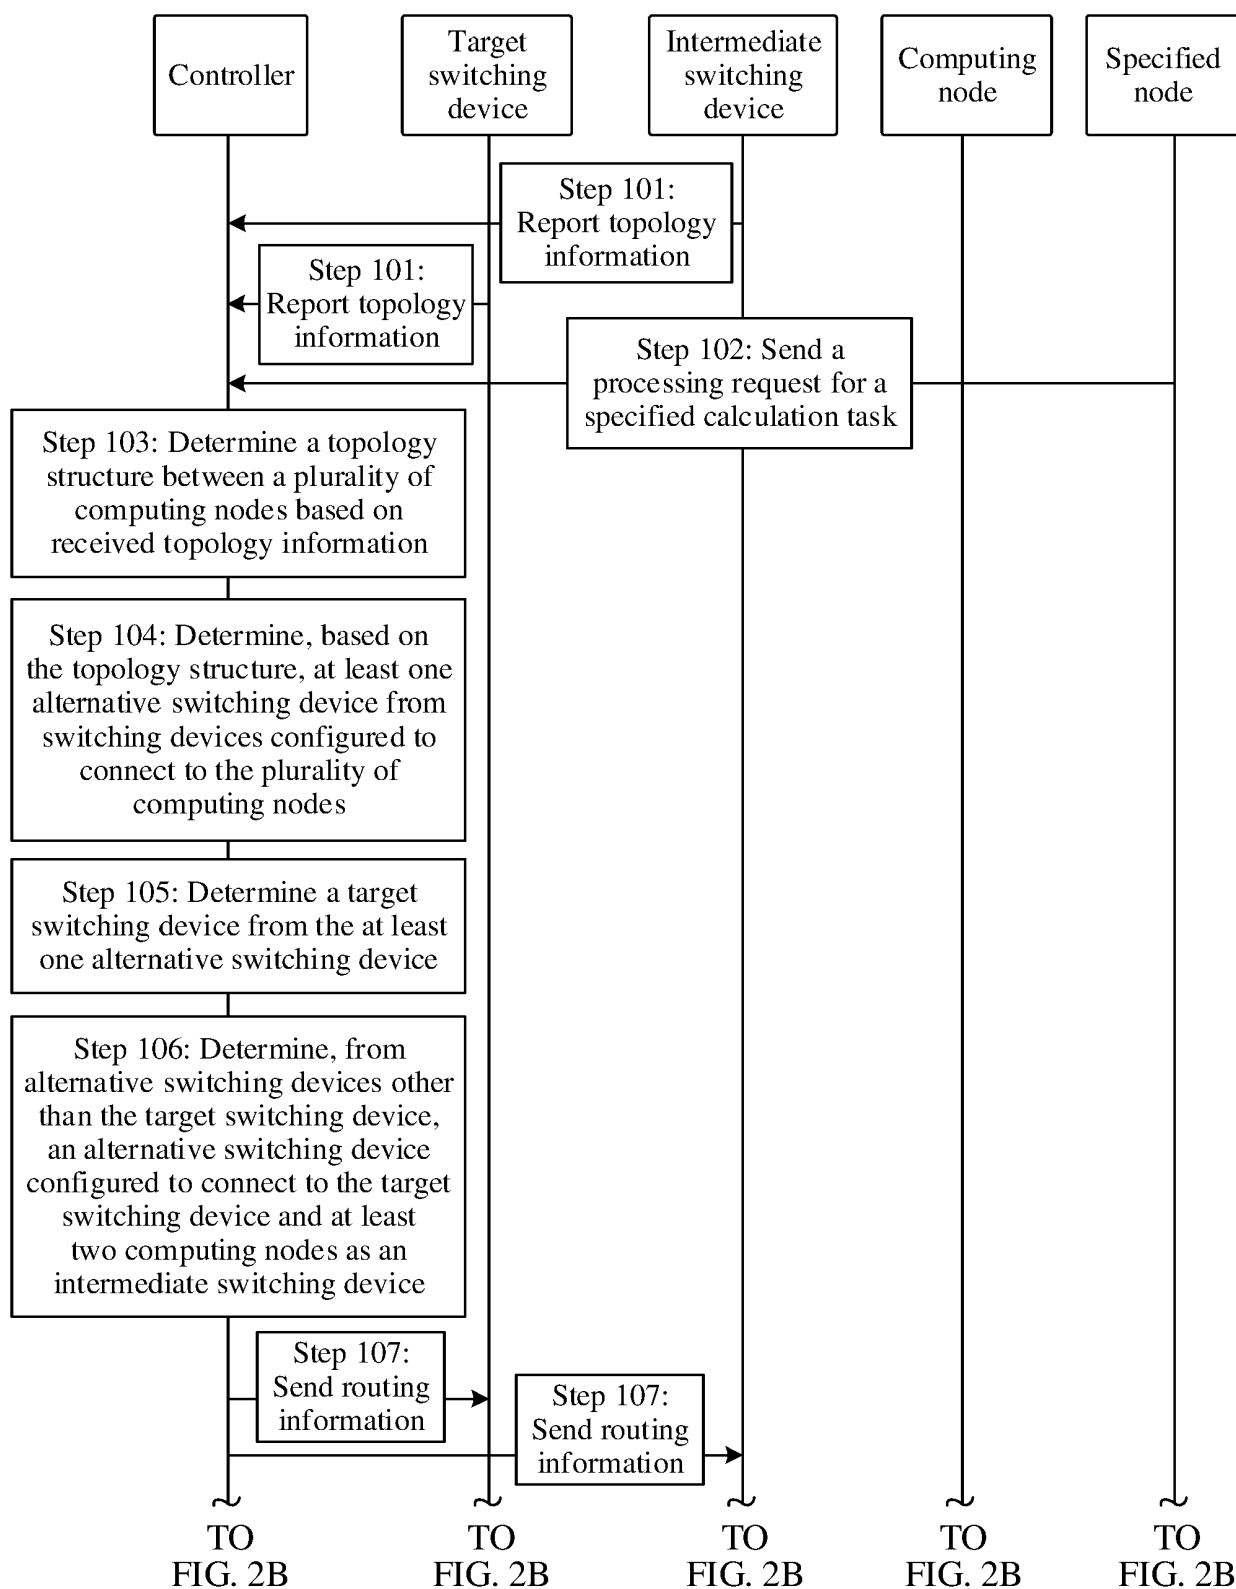 Controller
Target
switching
device
Intermediate
switching
device
Computing
node
Specified
node
Step 101:
Report topology
information
Step 101:
Report topology
information
Step 102: Send a
processing request for a
specified calculation task
Step 103: Determine a topology
structure between a plurality of
computing nodes based on
received topology information
Step 104: Determine, based on
the topology structure, at least one
alternative switching device from
switching devices configured to
connect to the plurality of
computing nodes
Step 105: Determine a target
switching device from the at least
one alternative switching device
Step 106: Determine, from
alternative switching devices other
than the target switching device,
an alternative switching device
configured to connect to the target
switching device and at least
two computing nodes as an
intermediate switching device
Step 107:
Send routing
information
Step 107:
Send routing
information
TO
FIG. 2B
TO
FIG. 2B
TO
FIG. 2B
TO
FIG. 2B
TO
FIG. 2B